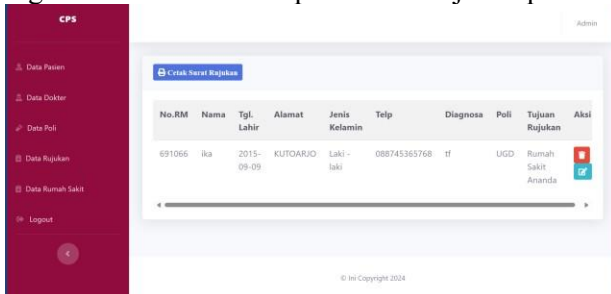 CPS
Admin
Data Pasien
Data Dokter
Data Poli
Data Rujukan
Data Rumah Sakit
Logout
Cetak Surat Rujukan
No.RM Nama Tgl. Lahir Alamat Jenis Kelamin Telp Diagnosa Poli Tujuan Rujukan Aksi
691066 ika 2015-09-09 KUTOARJO Laki - laki 088745365768 tf UGD Rumah Sakit Ananda
© Ini Copyright 2024